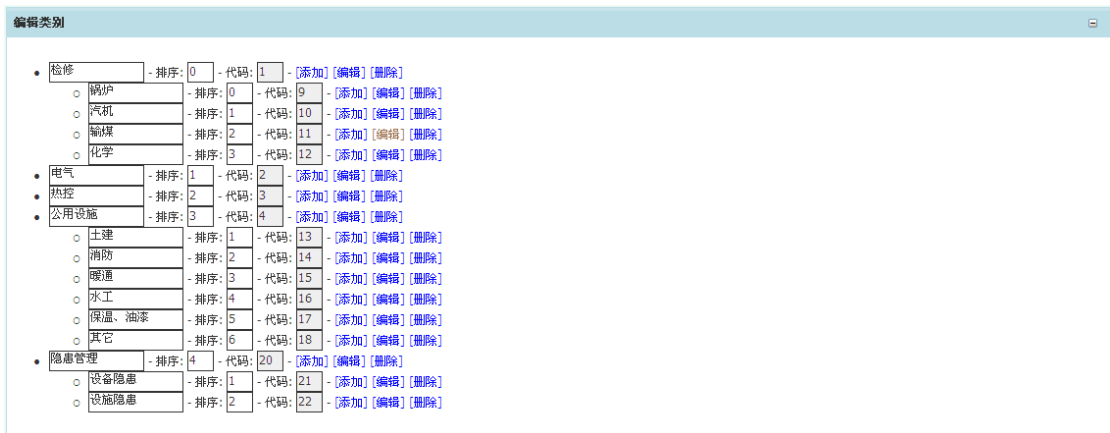 编辑类别
检修 - 排序: 0 - 代码: 1 - [添加] [编辑] [删除]
锅炉 - 排序: 0 - 代码: 9 - [添加] [编辑] [删除]
汽机 - 排序: 1 - 代码: 10 - [添加] [编辑] [删除]
输煤 - 排序: 2 - 代码: 11 - [添加] [编辑] [删除]
化学 - 排序: 3 - 代码: 12 - [添加] [编辑] [删除]
电气 - 排序: 1 - 代码: 2 - [添加] [编辑] [删除]
热控 - 排序: 2 - 代码: 3 - [添加] [编辑] [删除]
公用设施 - 排序: 3 - 代码: 4 - [添加] [编辑] [删除]
土建 - 排序: 1 - 代码: 13 - [添加] [编辑] [删除]
消防 - 排序: 2 - 代码: 14 - [添加] [编辑] [删除]
暖通 - 排序: 3 - 代码: 15 - [添加] [编辑] [删除]
水工 - 排序: 4 - 代码: 16 - [添加] [编辑] [删除]
保温、油漆 - 排序: 5 - 代码: 17 - [添加] [编辑] [删除]
其它 - 排序: 6 - 代码: 18 - [添加] [编辑] [删除]
隐患管理 - 排序: 4 - 代码: 20 - [添加] [编辑] [删除]
设备隐患 - 排序: 1 - 代码: 21 - [添加] [编辑] [删除]
设施隐患 - 排序: 2 - 代码: 22 - [添加] [编辑] [删除]